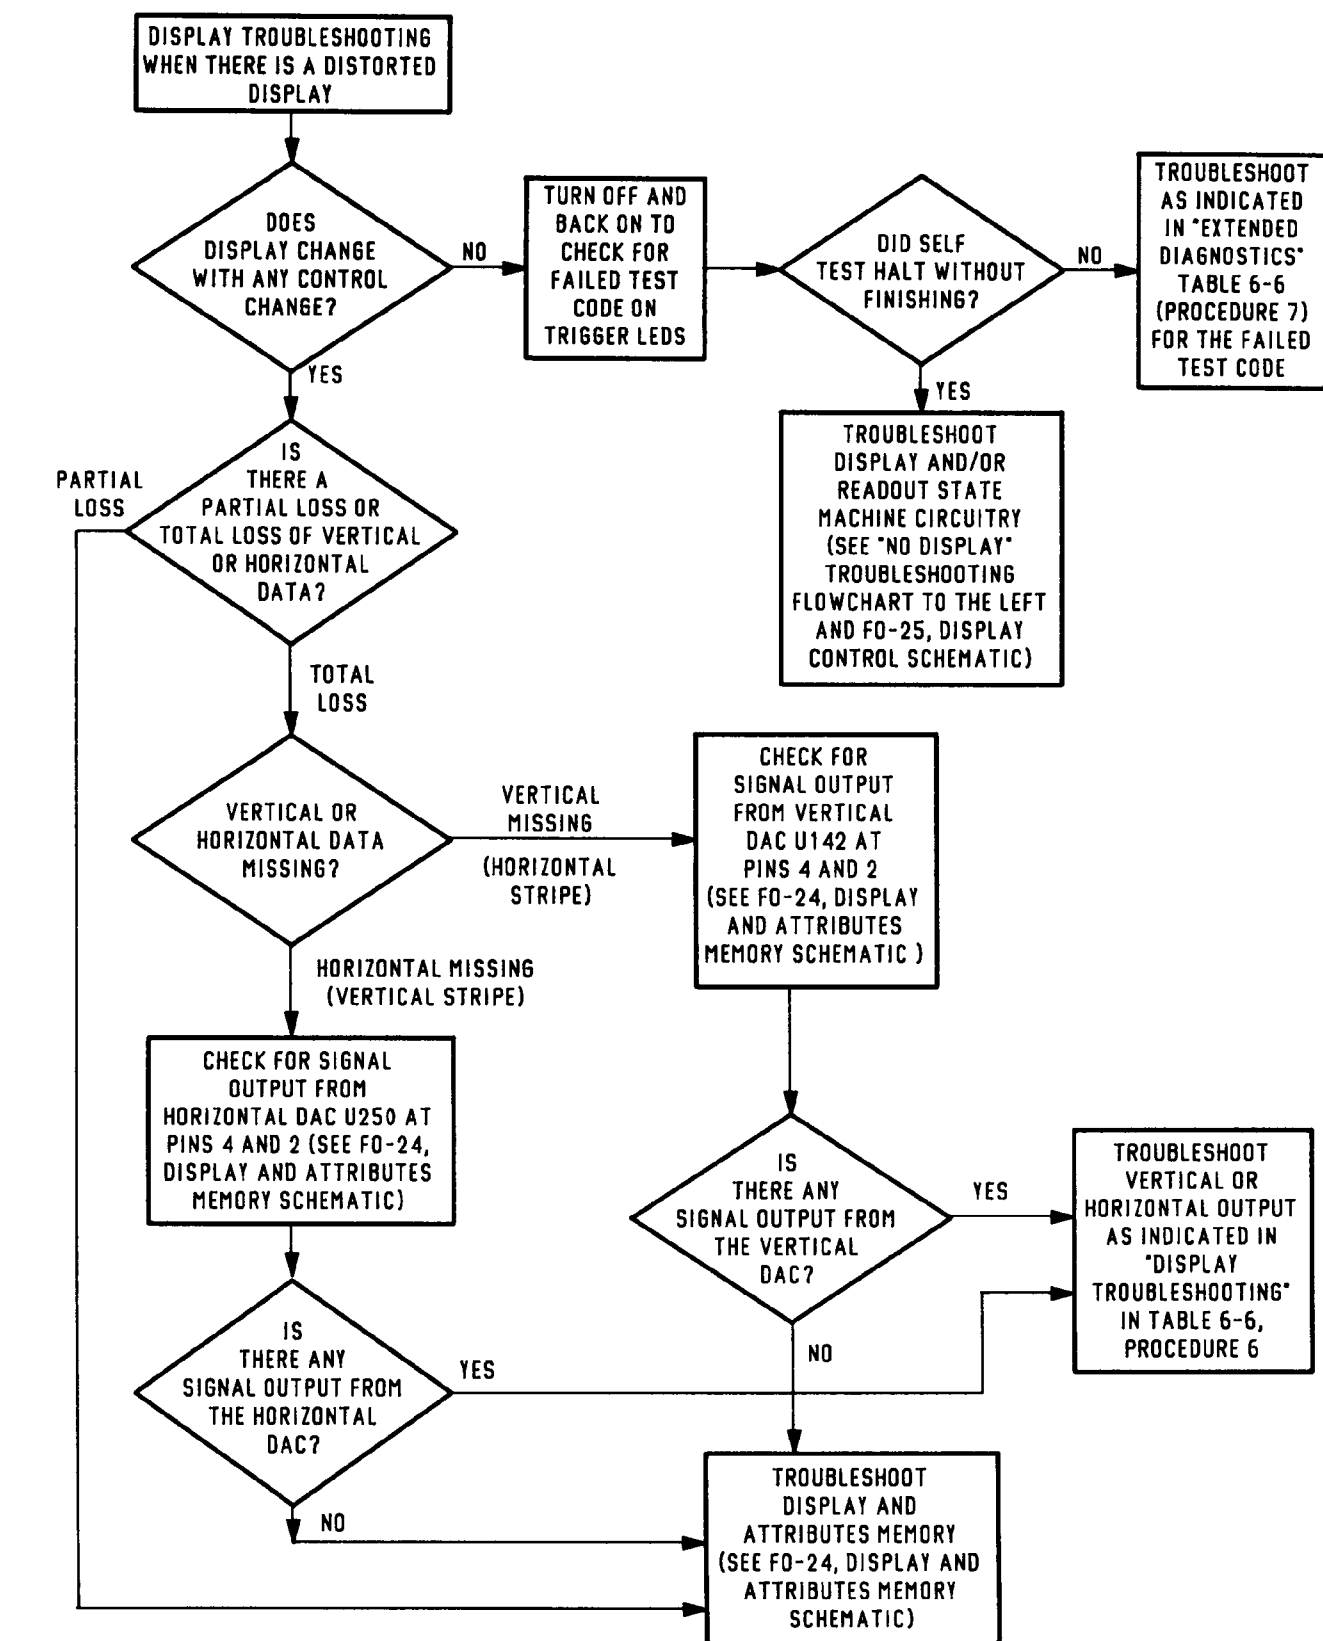 DISPLAY TROUBLESHOOTING
WHEN THERE IS A DISTORTED
DISPLAY
DOES
DISPLAY CHANGE
WITH ANY CONTROL
CHANGE?
NO
YES
TURN OFF AND
BACK ON TO
CHECK FOR
FAILED TEST
CODE ON
TRIGGER LEDS
DID SELF
TEST HALT WITHOUT
FINISHING?
NO
YES
TROUBLESHOOT
AS INDICATED
IN "EXTENDED
DIAGNOSTICS"
TABLE 6-6
(PROCEDURE 7)
FOR THE FAILED
TEST CODE
TROUBLESHOOT
DISPLAY AND/OR
READOUT STATE
MACHINE CIRCUITRY
(SEE "NO DISPLAY"
TROUBLESHOOTING
FLOWCHART TO THE LEFT
AND FO-25, DISPLAY
CONTROL SCHEMATIC)
IS
THERE A
PARTIAL LOSS OR
TOTAL LOSS OF VERTICAL
OR HORIZONTAL
DATA?
PARTIAL
LOSS
TOTAL
LOSS
VERTICAL OR
HORIZONTAL DATA
MISSING?
VERTICAL
MISSING
(HORIZONTAL
STRIPE)
HORIZONTAL MISSING
(VERTICAL STRIPE)
CHECK FOR
SIGNAL OUTPUT
FROM VERTICAL
DAC U142 AT
PINS 4 AND 2
(SEE FO-24, DISPLAY
AND ATTRIBUTES
MEMORY SCHEMATIC )
CHECK FOR SIGNAL
OUTPUT FROM
HORIZONTAL DAC U250 AT
PINS 4 AND 2 (SEE FO-24,
DISPLAY AND ATTRIBUTES
MEMORY SCHEMATIC)
IS
THERE ANY
SIGNAL OUTPUT FROM
THE VERTICAL
DAC?
YES
NO
TROUBLESHOOT
VERTICAL OR
HORIZONTAL OUTPUT
AS INDICATED IN
"DISPLAY
TROUBLESHOOTING"
IN TABLE 6-6,
PROCEDURE 6
IS
THERE ANY
SIGNAL OUTPUT FROM
THE HORIZONTAL
DAC?
YES
NO
TROUBLESHOOT
DISPLAY AND
ATTRIBUTES MEMORY
(SEE FO-24, DISPLAY AND
ATTRIBUTES MEMORY
SCHEMATIC)